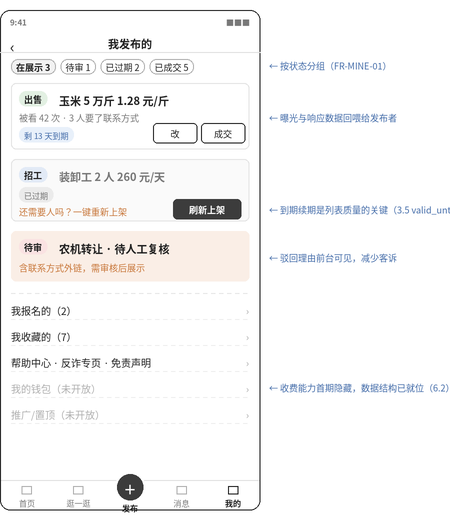 9:41
‹
我发布的
在展示 3
待审 1
已过期 2
已成交 5
← 按状态分组（FR-MINE-01）
出售
玉米 5 万斤 1.28 元/斤
被看 42 次 · 3 人要了联系方式
← 曝光与响应数据回喂给发布者
剩 13 天到期
改
成交
招工
装卸工 2 人 260 元/天
已过期
还需要人吗？一键重新上架
刷新上架
← 到期续期是列表质量的关键（3.5 valid_unt
待审
农机转让 · 待人工复核
含联系方式外链，需审核后展示
← 驳回理由前台可见，减少客诉
我报名的（2）
›
我收藏的（7）
›
帮助中心 · 反诈专页 · 免责声明
›
我的钱包（未开放）
›
← 收费能力首期隐藏，数据结构已就位（6.2）
推广/置顶（未开放）
›
首页
逛一逛
+
发布
消息
我的